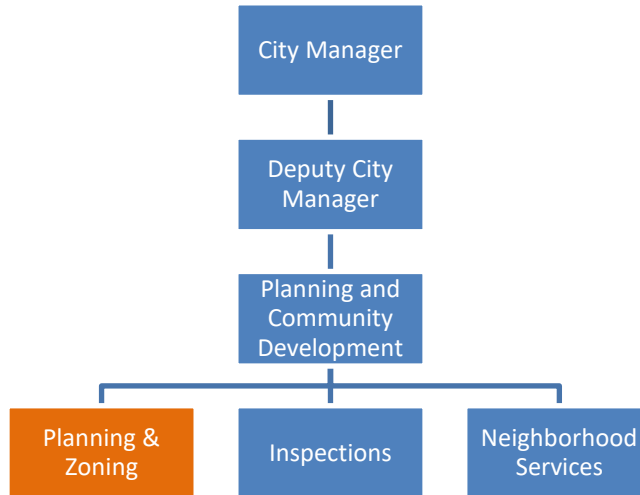 City Manager
Deputy City
Manager
Planning and
Community
Development
Planning &
Zoning
Inspections
Neighborhood
Services